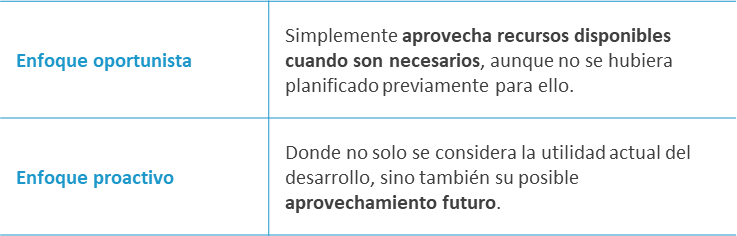 Enfoque oportunista
Simplemente aprovecha recursos disponibles
cuando son necesarios, aunque no se hubiera
planificado previamente para ello.
Enfoque proactivo
Donde no solo se considera la utilidad actual del
desarrollo, sino también su posible
aprovechamiento futuro.